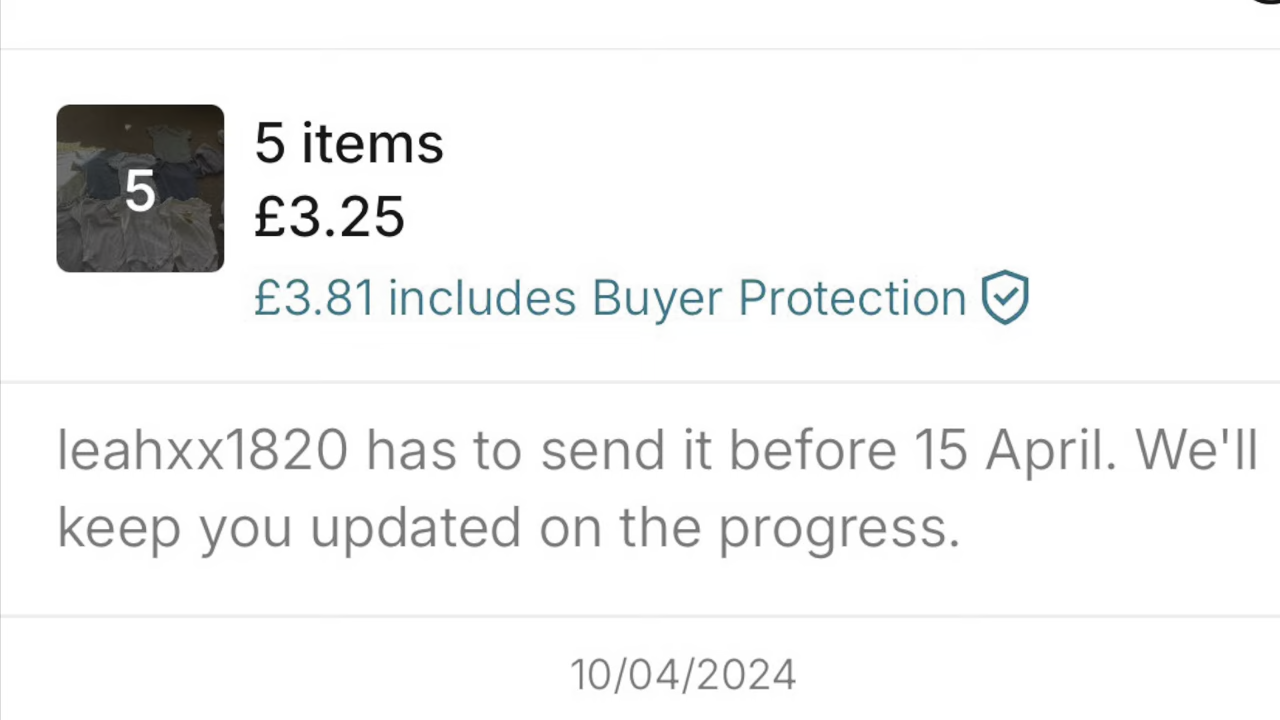 5
5 items
£3.25
£3.81 includes Buyer Protection
leahxx1820 has to send it before 15 April. We'll
keep you updated on the progress.
10/04/2024